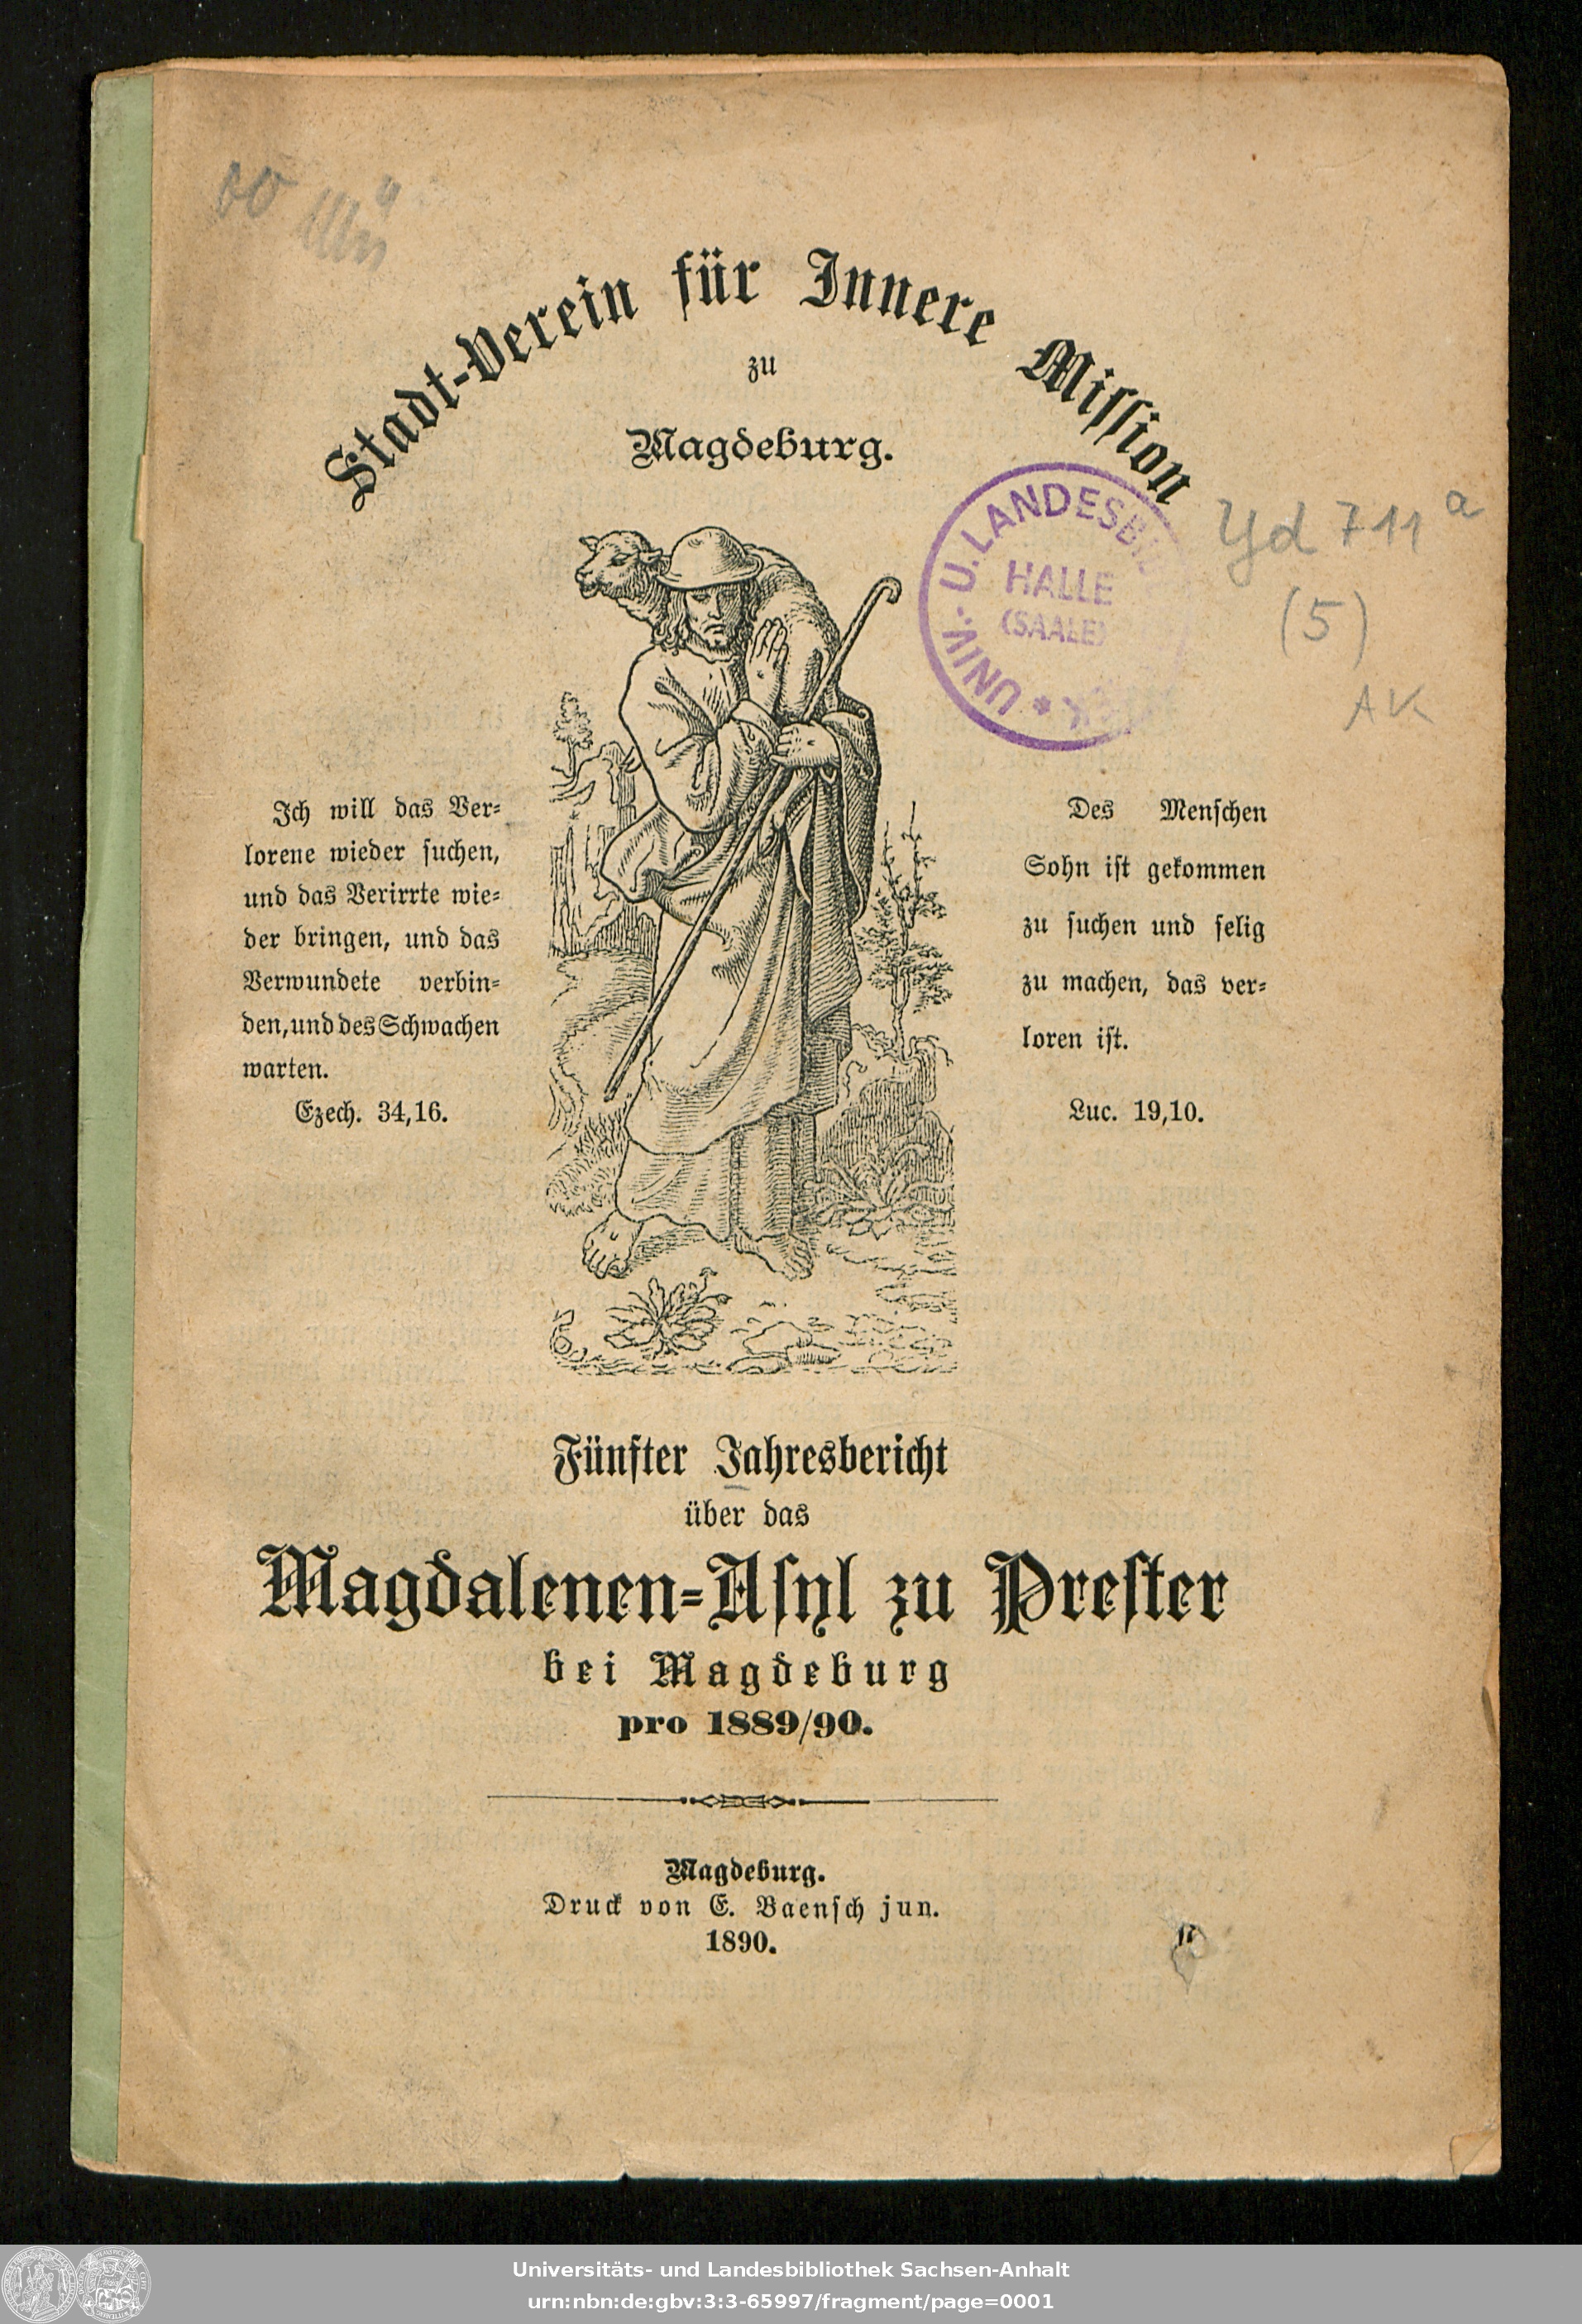 Stadt-Verein für Innere Mission
zu
Magdeburg.
UNIV. U. LANDESBI
HALLE
(SAALE)
Yd 711 a
(5)
AK
Ich will das Ver-
lorene wieder suchen,
und das Verirrte wie-
der bringen, und das
Verwundete verbin-
den, und des Schwachen
warten.
Ezech. 34,16.
Des Menschen
Sohn ist gekommen
zu suchen und selig
zu machen, das ver-
loren ist.
Luc. 19,10.
Fünfter Jahresbericht
über das
Magdalenen-Asyl zu Prester
bei Magdeburg
pro 1889/90.
Magdeburg.
Druck von E. Baensch jun.
1890.
Universitäts- und Landesbibliothek Sachsen-Anhalt
urn:nbn:de:gbv:3:3-65997/fragment/page=0001